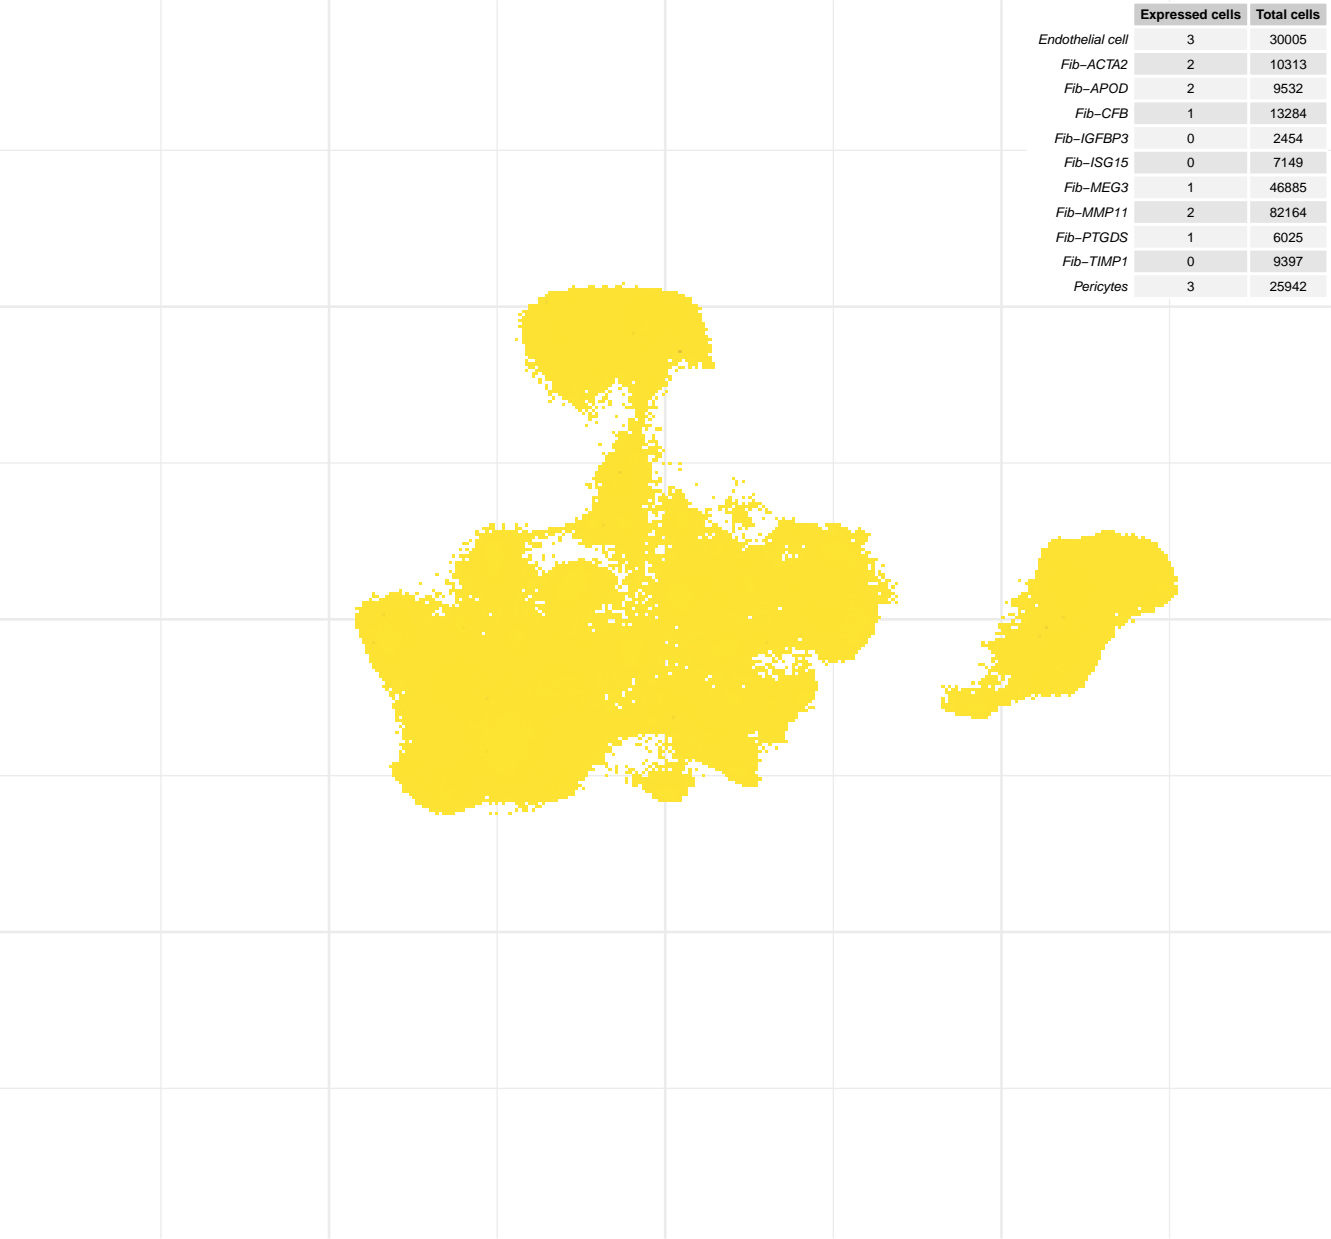 Expressed cells Total cells
Endothelial cell 3 30005
Fib−ACTA2 2 10313
Fib−APOD 2 9532
Fib−CFB 1 13284
Fib−IGFBP3 0 2454
Fib−ISG15 0 7149
Fib−MEG3 1 46885
Fib−MMP11 2 82164
Fib−PTGDS 1 6025
Fib−TIMP1 0 9397
Pericytes 3 25942